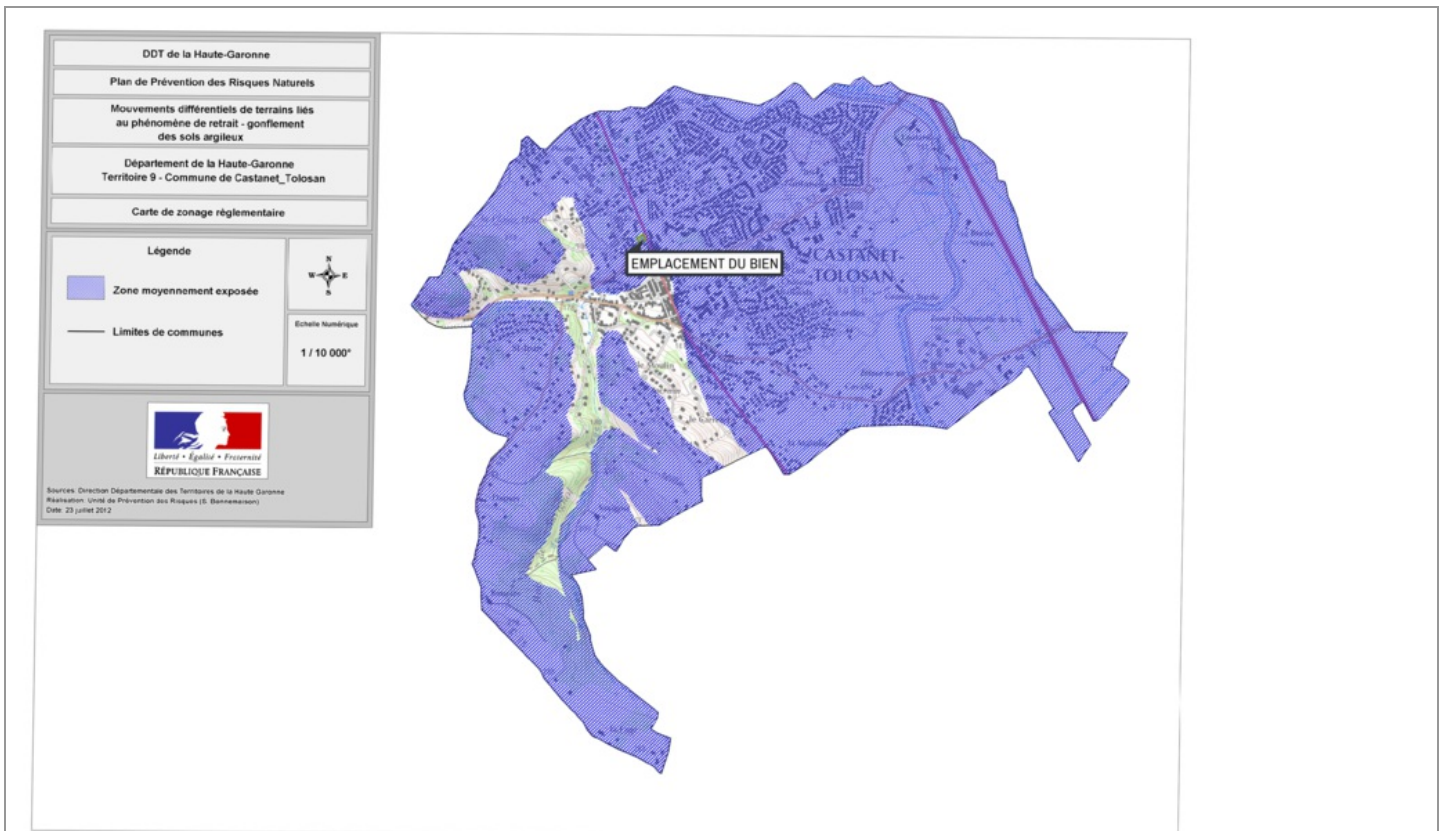 DDT de la Haute-Garonne
Plan de Prévention des Risques Naturels
Mouvements différentiels de terrains liés
au phénomène de retrait - gonflement
des sols argileux
Département de la Haute-Garonne
Territoire 9 - Commune de Castanet_Tolosan
Carte de zonage règlementaire
Légende
Zone moyennement exposée
Limites de communes
N
W E
S
Echelle Numérique
1 / 10 000°
Liberté • Égalité • Fraternité
RÉPUBLIQUE FRANÇAISE
Sources: Direction Départementale des Territoires de la Haute Garonne
Réalisation: Unité de Prévention des Risques (S. Bonnemaison)
Date: 23 juillet 2012
EMPLACEMENT DU BIEN
CASTANET-
TOLOSAN